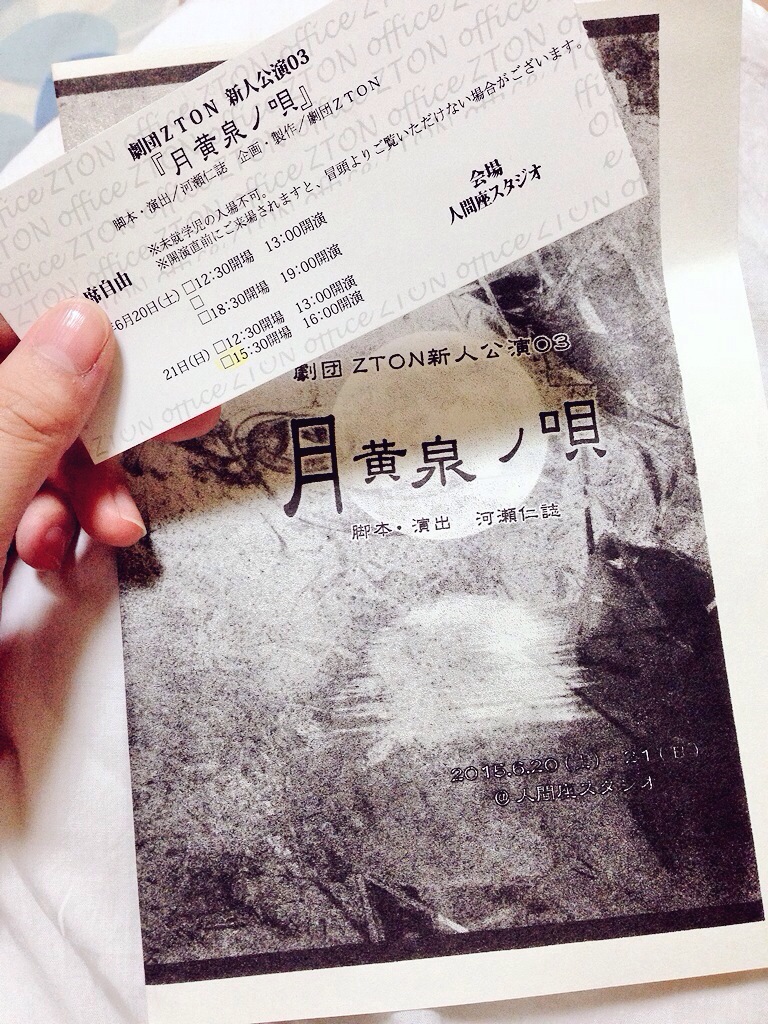 劇団ZTON 新人公演03
『月黄泉ノ唄』
脚本・演出/河瀬仁誌 企画・製作/劇団ZTON
※未就学児の入場不可。
※開演直前にご来場されますと、冒頭よりご覧いただけない場合がございます。
会場
人間座スタジオ
席自由
6月20日(土) □12:30開場 13:00開演
□
□18:30開場 19:00開演
21日(日) □12:30開場 13:00開演
□15:30開場 16:00開演
office ZTON
劇団 ZTON新人公演03
月黄泉ノ唄
脚本・演出 河瀬仁誌
2015.6.20(土) 21(日)
@人間座スタジオ